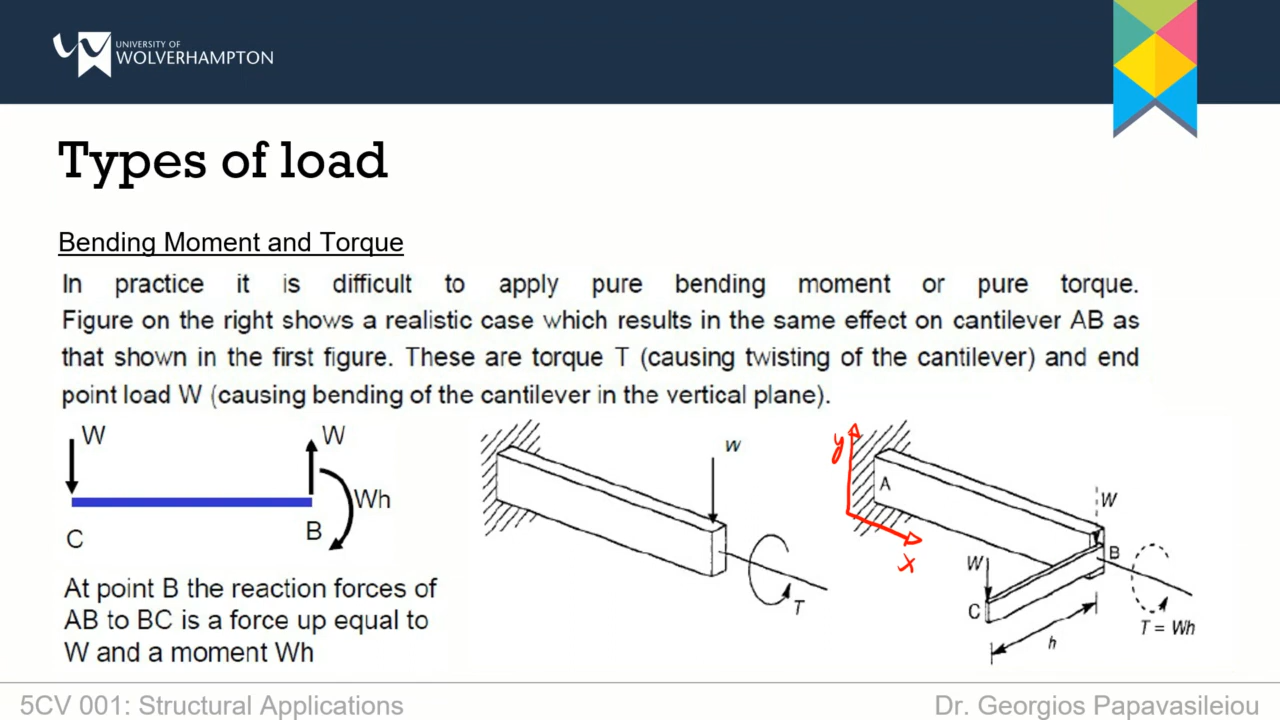 UNIVERSITY OF
WOLVERHAMPTON
Types of load
Bending Moment and Torque
In practice it is difficult to apply pure bending moment or pure torque.
Figure on the right shows a realistic case which results in the same effect on cantilever AB as
that shown in the first figure. These are torque T (causing twisting of the cantilever) and end
point load W (causing bending of the cantilever in the vertical plane).
W
W
Wh
C
B
At point B the reaction forces of
AB to BC is a force up equal to
W and a moment Wh
W
T
y
x
A
W
B
W
C
h
T = Wh
5CV 001: Structural Applications
Dr. Georgios Papavasileiou